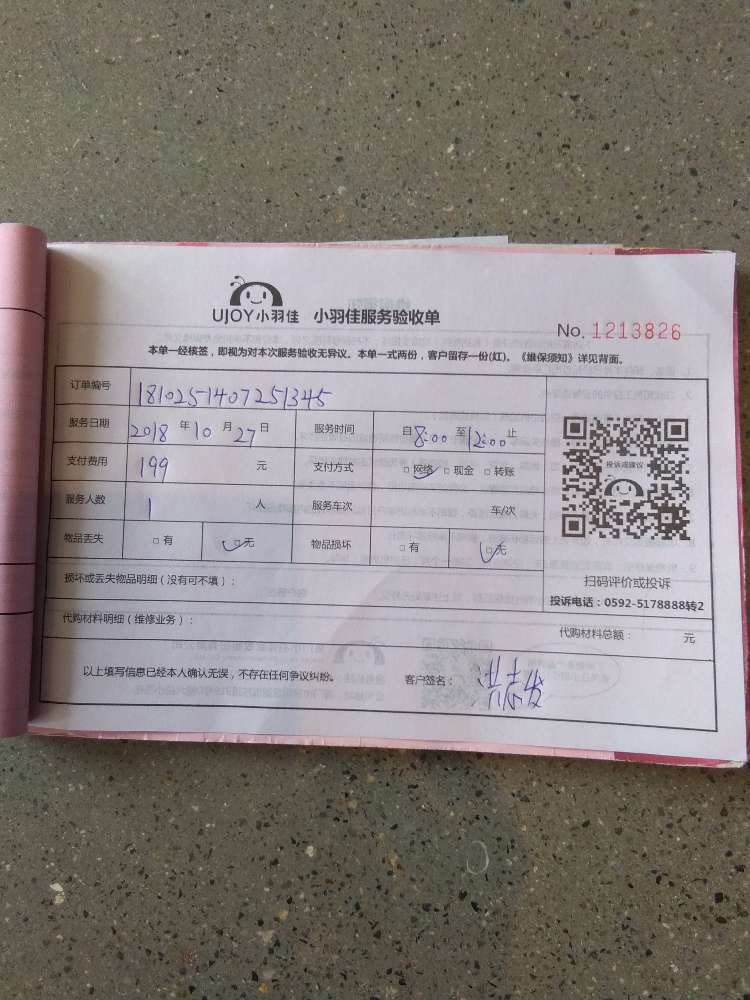 UJOY小羽佳 小羽佳服务验收单
No. 1213826
本单一经核签，即视为对本次服务验收无异议。本单一式两份，客户留存一份(红)。《维保须知》详见背面。
订单编号 1810251407251345
服务日期 2018 年 10 月 27 日 服务时间 自 8:00 至 12:00 止
支付费用 199 元 支付方式 □网络 □现金 □转账
服务人数 1 人 服务车次 车/次
物品丢失 □有 □无 物品损坏 □有 □无
投诉或建议
扫码评价或投诉
投诉电话：0592-5178888转2
损坏或丢失物品明细（没有可不填）：
代购材料明细（维修业务）： 代购材料总额： 元
以上填写信息已经本人确认无误，不存在任何争议纠纷。 客户签名： 洪志发